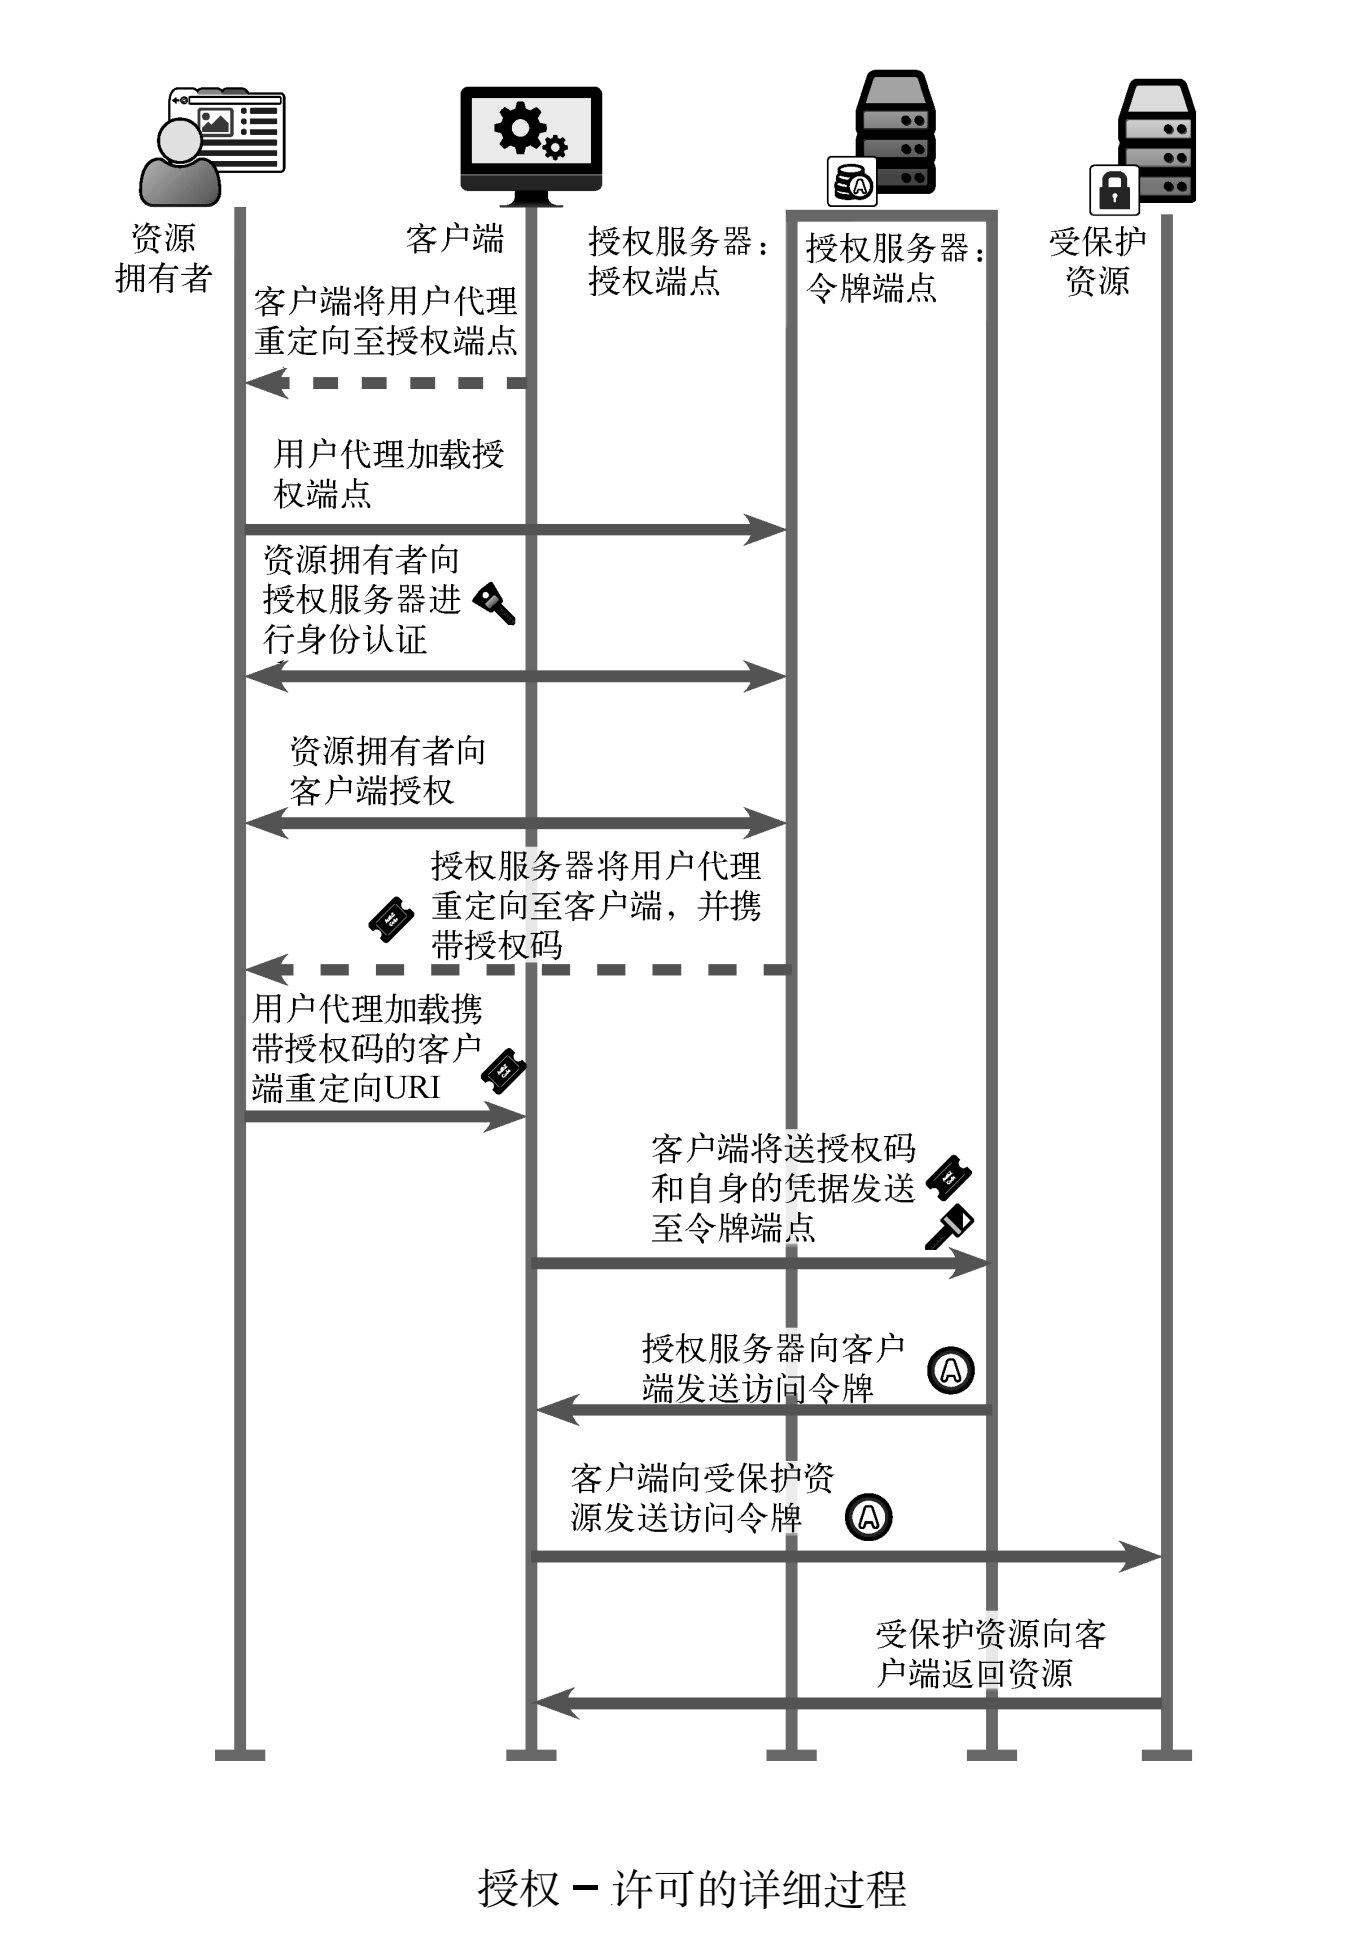 资源
拥有者
客户端
授权服务器：
授权端点
授权服务器：
令牌端点
受保护
资源
客户端将用户代理
重定向至授权端点
用户代理加载授
权端点
资源拥有者向
授权服务器进
行身份认证
资源拥有者向
客户端授权
授权服务器将用户代理
重定向至客户端，并携
带授权码
用户代理加载携
带授权码的客户
端重定向URI
客户端将送授权码
和自身的凭据发送
至令牌端点
授权服务器向客户
端发送访问令牌
A
客户端向受保护资
源发送访问令牌
A
受保护资源向客
户端返回资源
授权 – 许可的详细过程